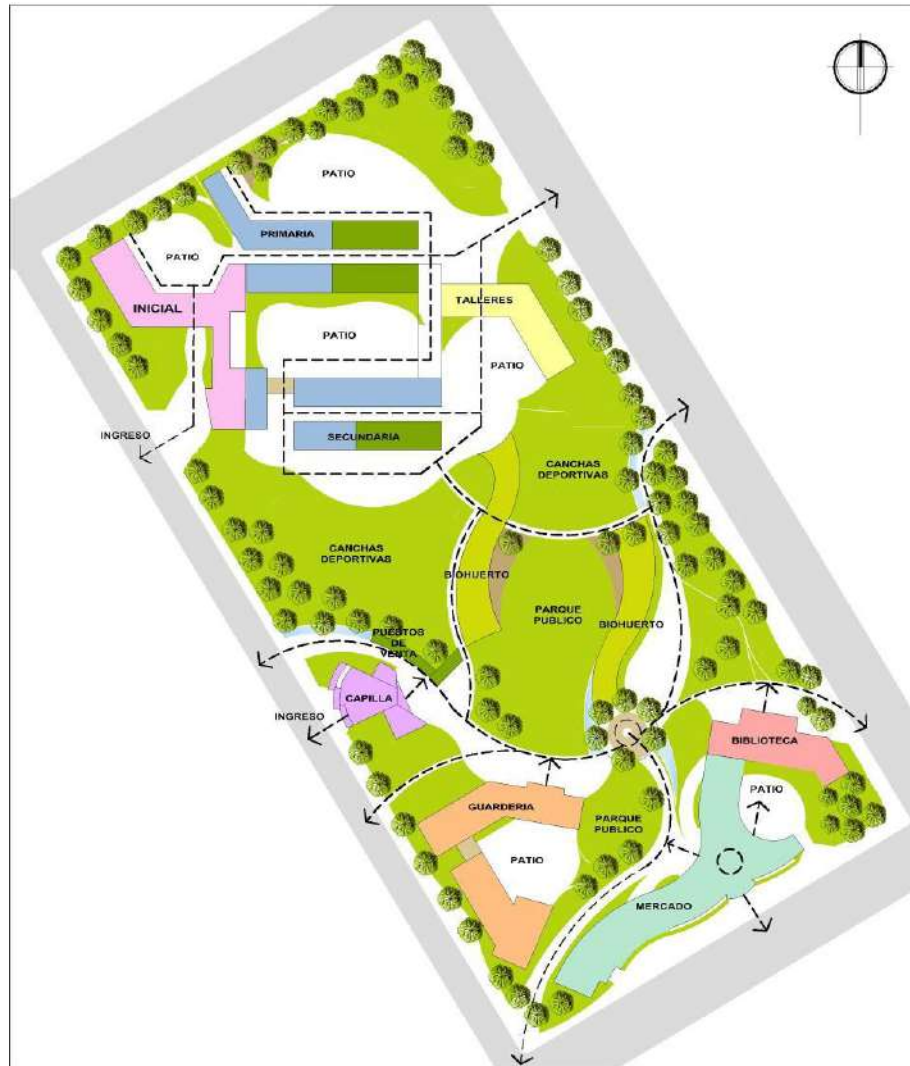 PATIO
PRIMARIA
PATIO
INICIAL
TALLERES
PATIO
PATIO
INGRESO
SECUNDARIA
CANCHAS
DEPORTIVAS
CANCHAS
DEPORTIVAS
BIOHUERTO
PARQUE
PUBLICO
BIOHUERTO
PUESTOS
DE
VENTA
CAPILLA
INGRESO
BIBLIOTECA
PATIO
GUARDERIA
PARQUE
PUBLICO
PATIO
MERCADO